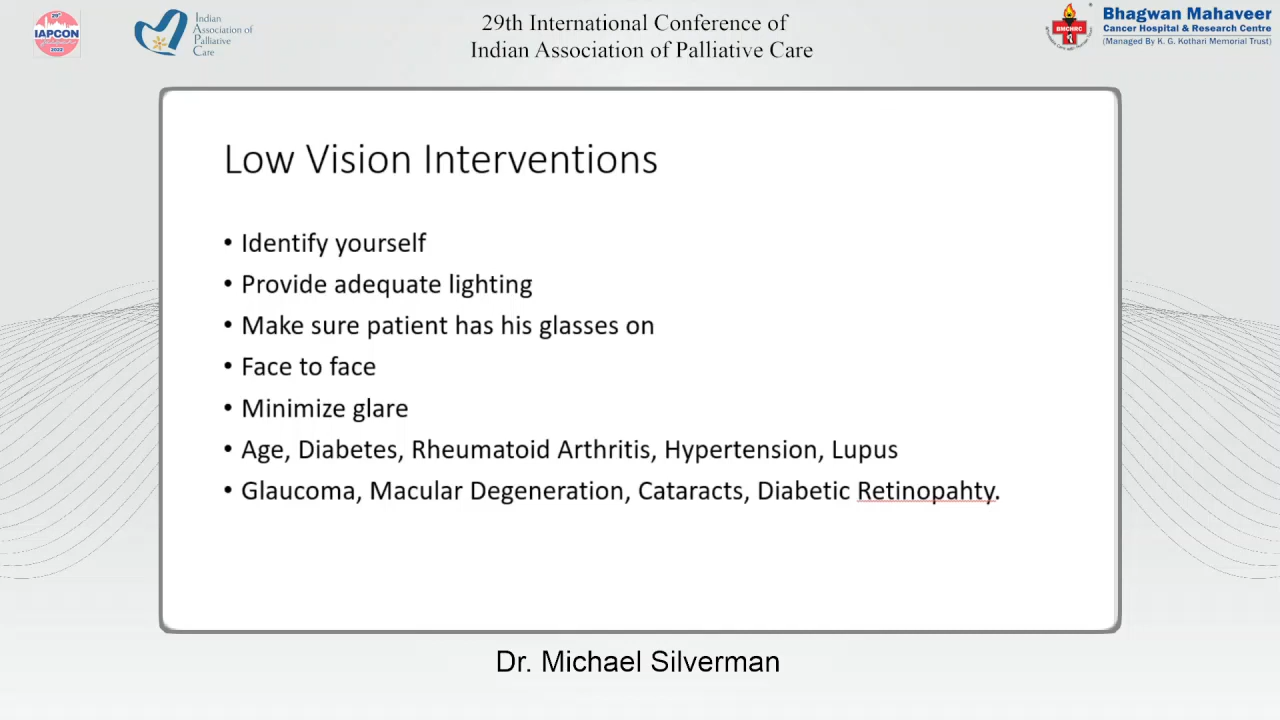 29th International Conference of
Indian Association of Palliative Care
IAPCON
2022
Indian
Association of
Palliative
Care
BMCHRC
Bhagwan Mahaveer
Cancer Hospital & Research Centre
(Managed By K. G. Kothari Memorial Trust)
Low Vision Interventions
• Identify yourself
• Provide adequate lighting
• Make sure patient has his glasses on
• Face to face
• Minimize glare
• Age, Diabetes, Rheumatoid Arthritis, Hypertension, Lupus
• Glaucoma, Macular Degeneration, Cataracts, Diabetic Retinopahty.
Dr. Michael Silverman